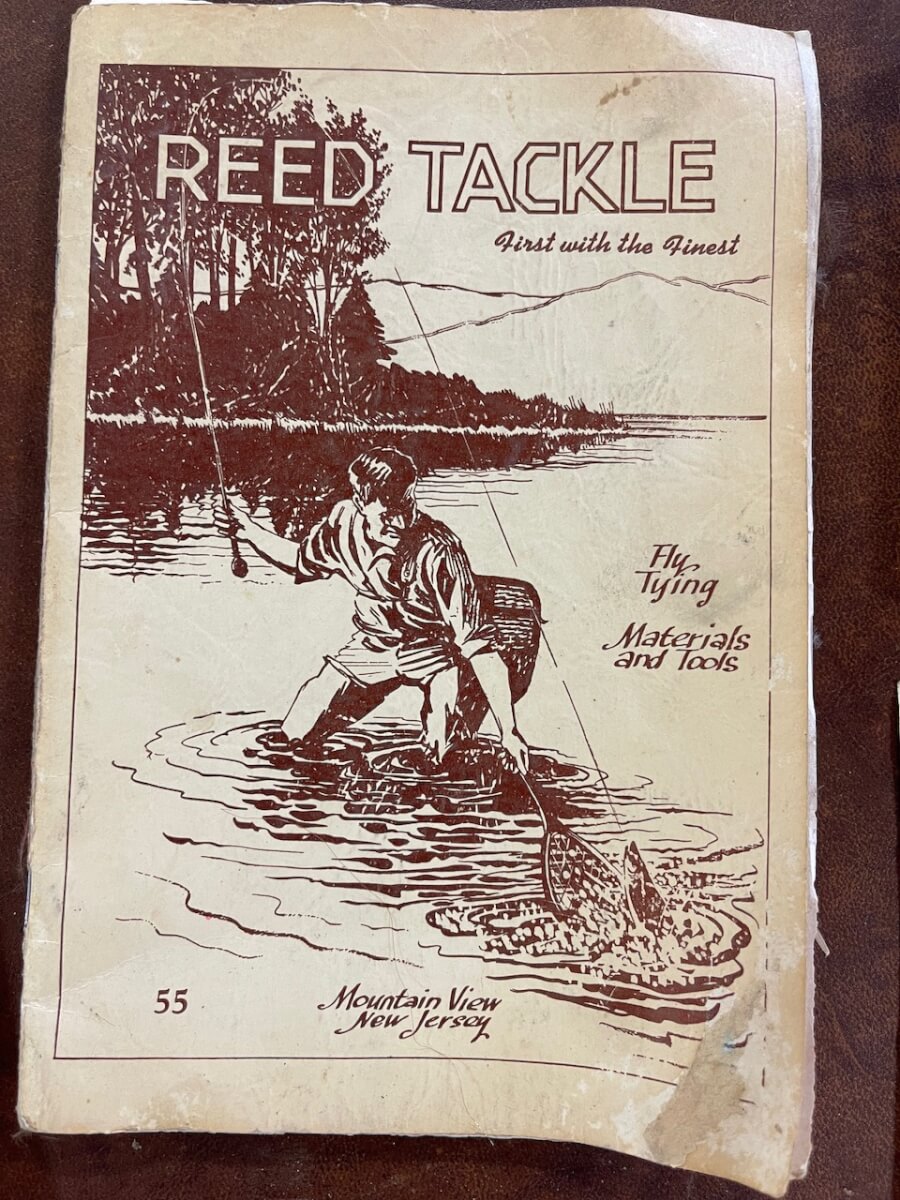 REED TACKLE
First with the Finest
Fly
Tying
Materials
and Tools
55
Mountain View
New Jersey